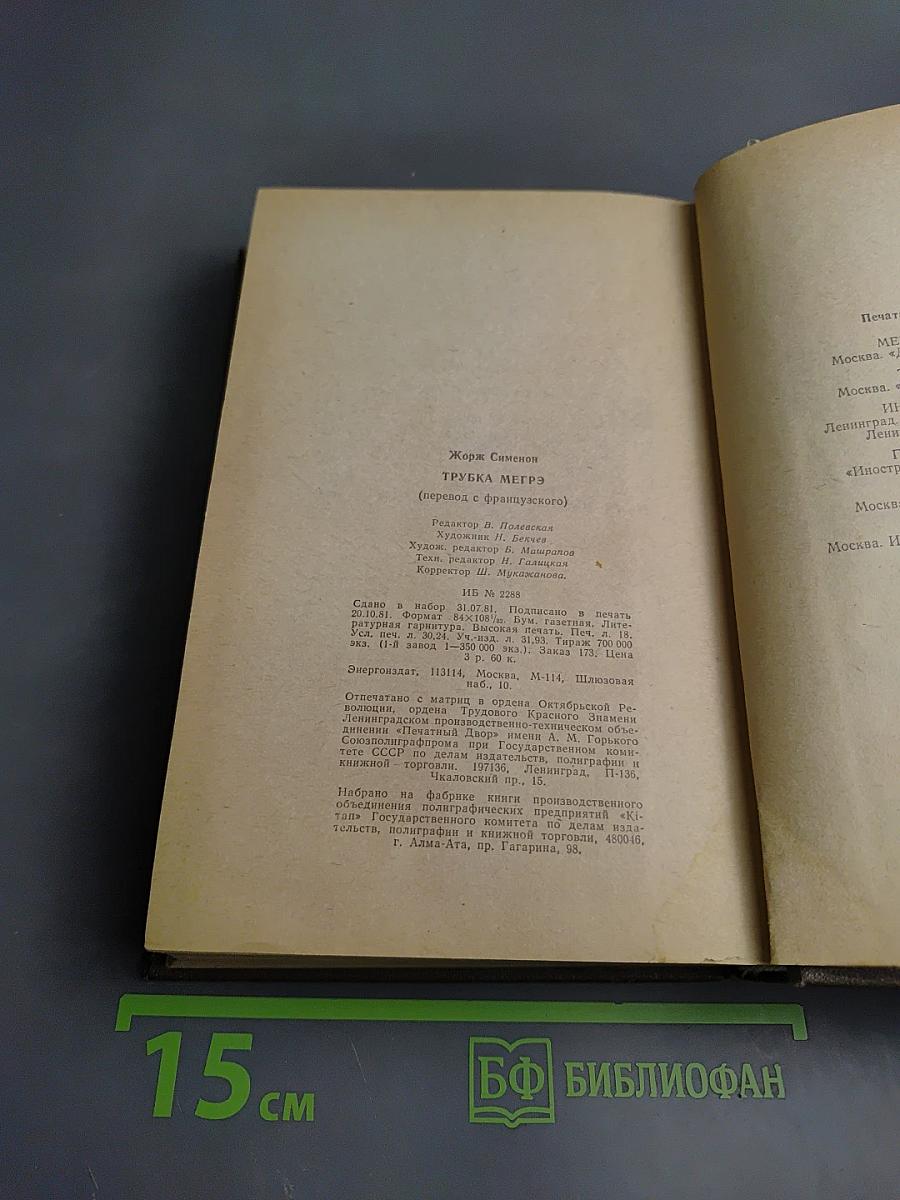 Жорж Сименон
ТРУБКА МЕГРЭ
(перевод с французского)
Редактор В. Полевская
Художник Н. Бекчев
Худож. редактор Б. Машрапов
Техн. редактор Н. Галицкая
Корректор Ш. Мукажанова.
ИБ № 2288
Сдано в набор 31.07.81. Подписано в печать
20.10.81. Формат 84×108¹/₃₂. Бум. газетная. Лите-
ратурная гарнитура. Высокая печать. Печ. л. 18.
Усл. печ. л. 30,24. Уч.-изд. л. 31,93. Тираж 700 000
экз. (1-й завод 1—350 000 экз.). Заказ 173. Цена
3 р. 60 к.
Энергоиздат, 113114, Москва, М-114, Шлюзовая
наб., 10.
Отпечатано с матриц в ордена Октябрьской Ре-
волюции, ордена Трудового Красного Знамени
Ленинградском производственно-техническом объе-
динении «Печатный Двор» имени А. М. Горького
Союзполиграфпрома при Государственном коми-
тете СССР по делам издательств, полиграфии и
книжной торговли. 197136, Ленинград, П-136,
Чкаловский пр., 15.
Набрано на фабрике книги производственного
объединения полиграфических предприятий «Кі-
тап» Государственного комитета по делам изда-
тельств, полиграфии и книжной торговли, 480046,
г. Алма-Ата, пр. Гагарина, 98.
Печат
МЕ
Москва. «Д
Москва. «
ИН
Ленинград.
Лени
П
«Иностр
Москва
Москва. И
15 см
БФ БИБЛИОФАН